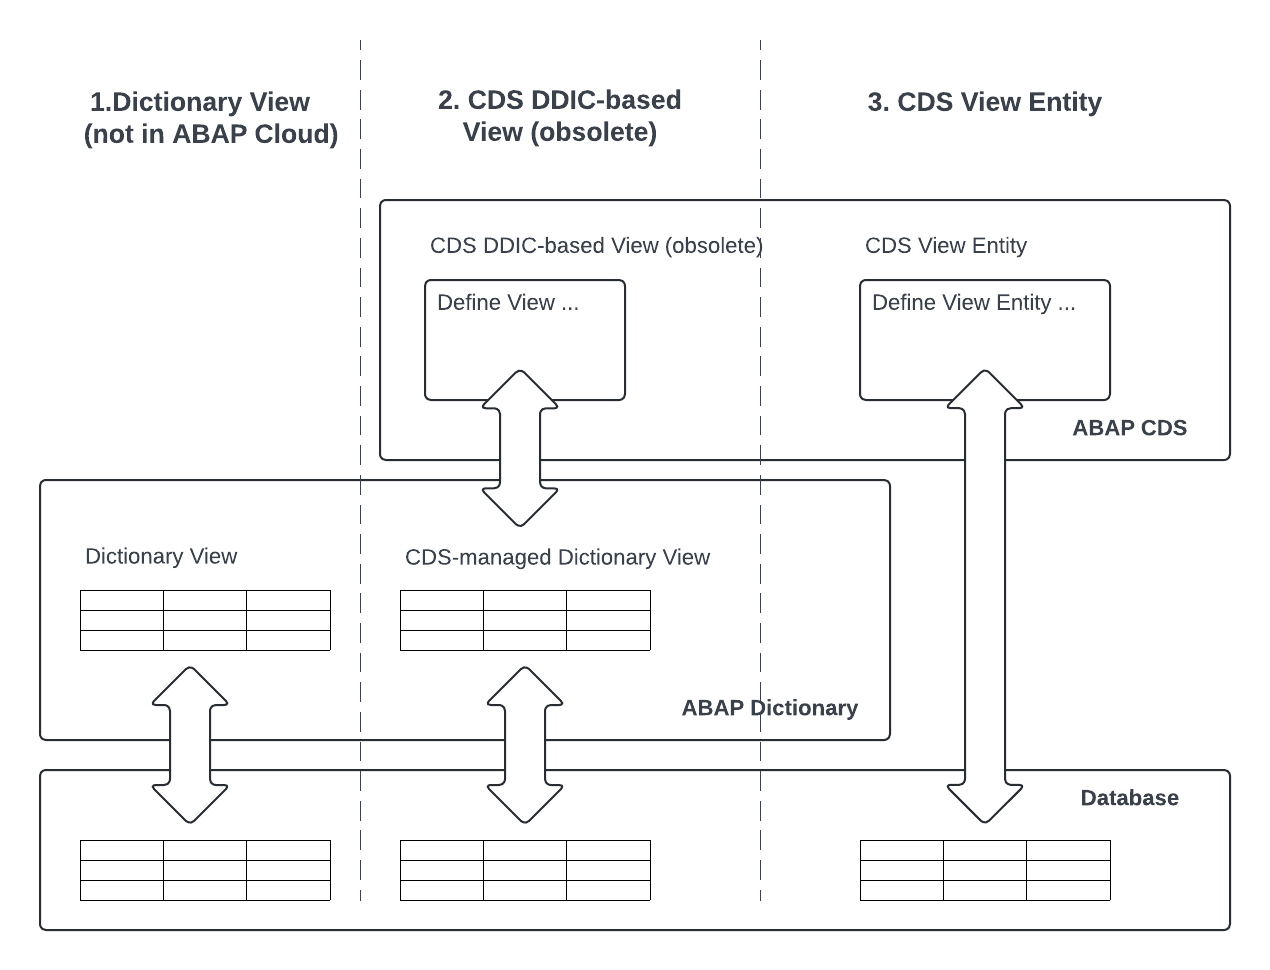 1.Dictionary View
(not in ABAP Cloud)
2. CDS DDIC-based
View (obsolete)
3. CDS View Entity
CDS DDIC-based View (obsolete)
CDS View Entity
Define View ...
Define View Entity ...
ABAP CDS
Dictionary View
CDS-managed Dictionary View
ABAP Dictionary
Database